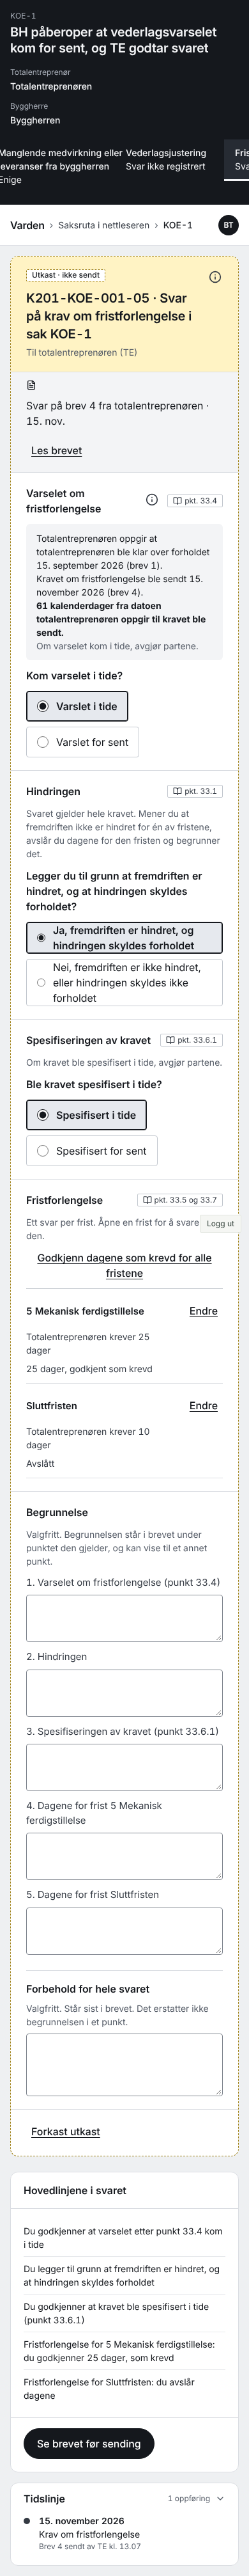 KOE-1
BH påberoper at vederlagsvarselet
kom for sent, og TE godtar svaret
Totalentreprenør
Totalentreprenøren
Byggherre
Byggherren
Manglende medvirkning eller
leveranser fra byggherren
Enige
Vederlagsjustering
Svar ikke registrert
Fris
Sva
Varden › Saksruta i nettleseren › KOE-1
BT
Utkast · ikke sendt
K201-KOE-001-05 · Svar
på krav om fristforlengelse i
sak KOE-1
Til totalentreprenøren (TE)
Svar på brev 4 fra totalentreprenøren ·
15. nov.
Les brevet
Varselet om
fristforlengelse
pkt. 33.4
Totalentreprenøren oppgir at
totalentreprenøren ble klar over forholdet
15. september 2026 (brev 1).
Kravet om fristforlengelse ble sendt 15.
november 2026 (brev 4).
61 kalenderdager fra datoen
totalentreprenøren oppgir til kravet ble
sendt.
Om varselet kom i tide, avgjør partene.
Kom varselet i tide?
Varslet i tide
Varslet for sent
Hindringen
pkt. 33.1
Svaret gjelder hele kravet. Mener du at
fremdriften ikke er hindret for én av fristene,
avslår du dagene for den fristen og begrunner
det.
Legger du til grunn at fremdriften er
hindret, og at hindringen skyldes
forholdet?
Ja, fremdriften er hindret, og
hindringen skyldes forholdet
Nei, fremdriften er ikke hindret,
eller hindringen skyldes ikke
forholdet
Spesifiseringen av kravet
pkt. 33.6.1
Om kravet ble spesifisert i tide, avgjør partene.
Ble kravet spesifisert i tide?
Spesifisert i tide
Spesifisert for sent
Fristforlengelse
pkt. 33.5 og 33.7
Ett svar per frist. Åpne en frist for å svare
den.
Logg ut
Godkjenn dagene som krevd for alle
fristene
5 Mekanisk ferdigstillelse
Endre
Totalentreprenøren krever 25
dager
25 dager, godkjent som krevd
Sluttfristen
Endre
Totalentreprenøren krever 10
dager
Avslått
Begrunnelse
Valgfritt. Begrunnelsen står i brevet under
punktet den gjelder, og kan vise til et annet
punkt.
1. Varselet om fristforlengelse (punkt 33.4)
2. Hindringen
3. Spesifiseringen av kravet (punkt 33.6.1)
4. Dagene for frist 5 Mekanisk
ferdigstillelse
5. Dagene for frist Sluttfristen
Forbehold for hele svaret
Valgfritt. Står sist i brevet. Det erstatter ikke
begrunnelsen i et punkt.
Forkast utkast
Hovedlinjene i svaret
Du godkjenner at varselet etter punkt 33.4 kom
i tide
Du legger til grunn at fremdriften er hindret, og
at hindringen skyldes forholdet
Du godkjenner at kravet ble spesifisert i tide
(punkt 33.6.1)
Fristforlengelse for 5 Mekanisk ferdigstillelse:
du godkjenner 25 dager, som krevd
Fristforlengelse for Sluttfristen: du avslår
dagene
Se brevet før sending
Tidslinje
1 oppføring
15. november 2026
Krav om fristforlengelse
Brev 4 sendt av TE kl. 13.07